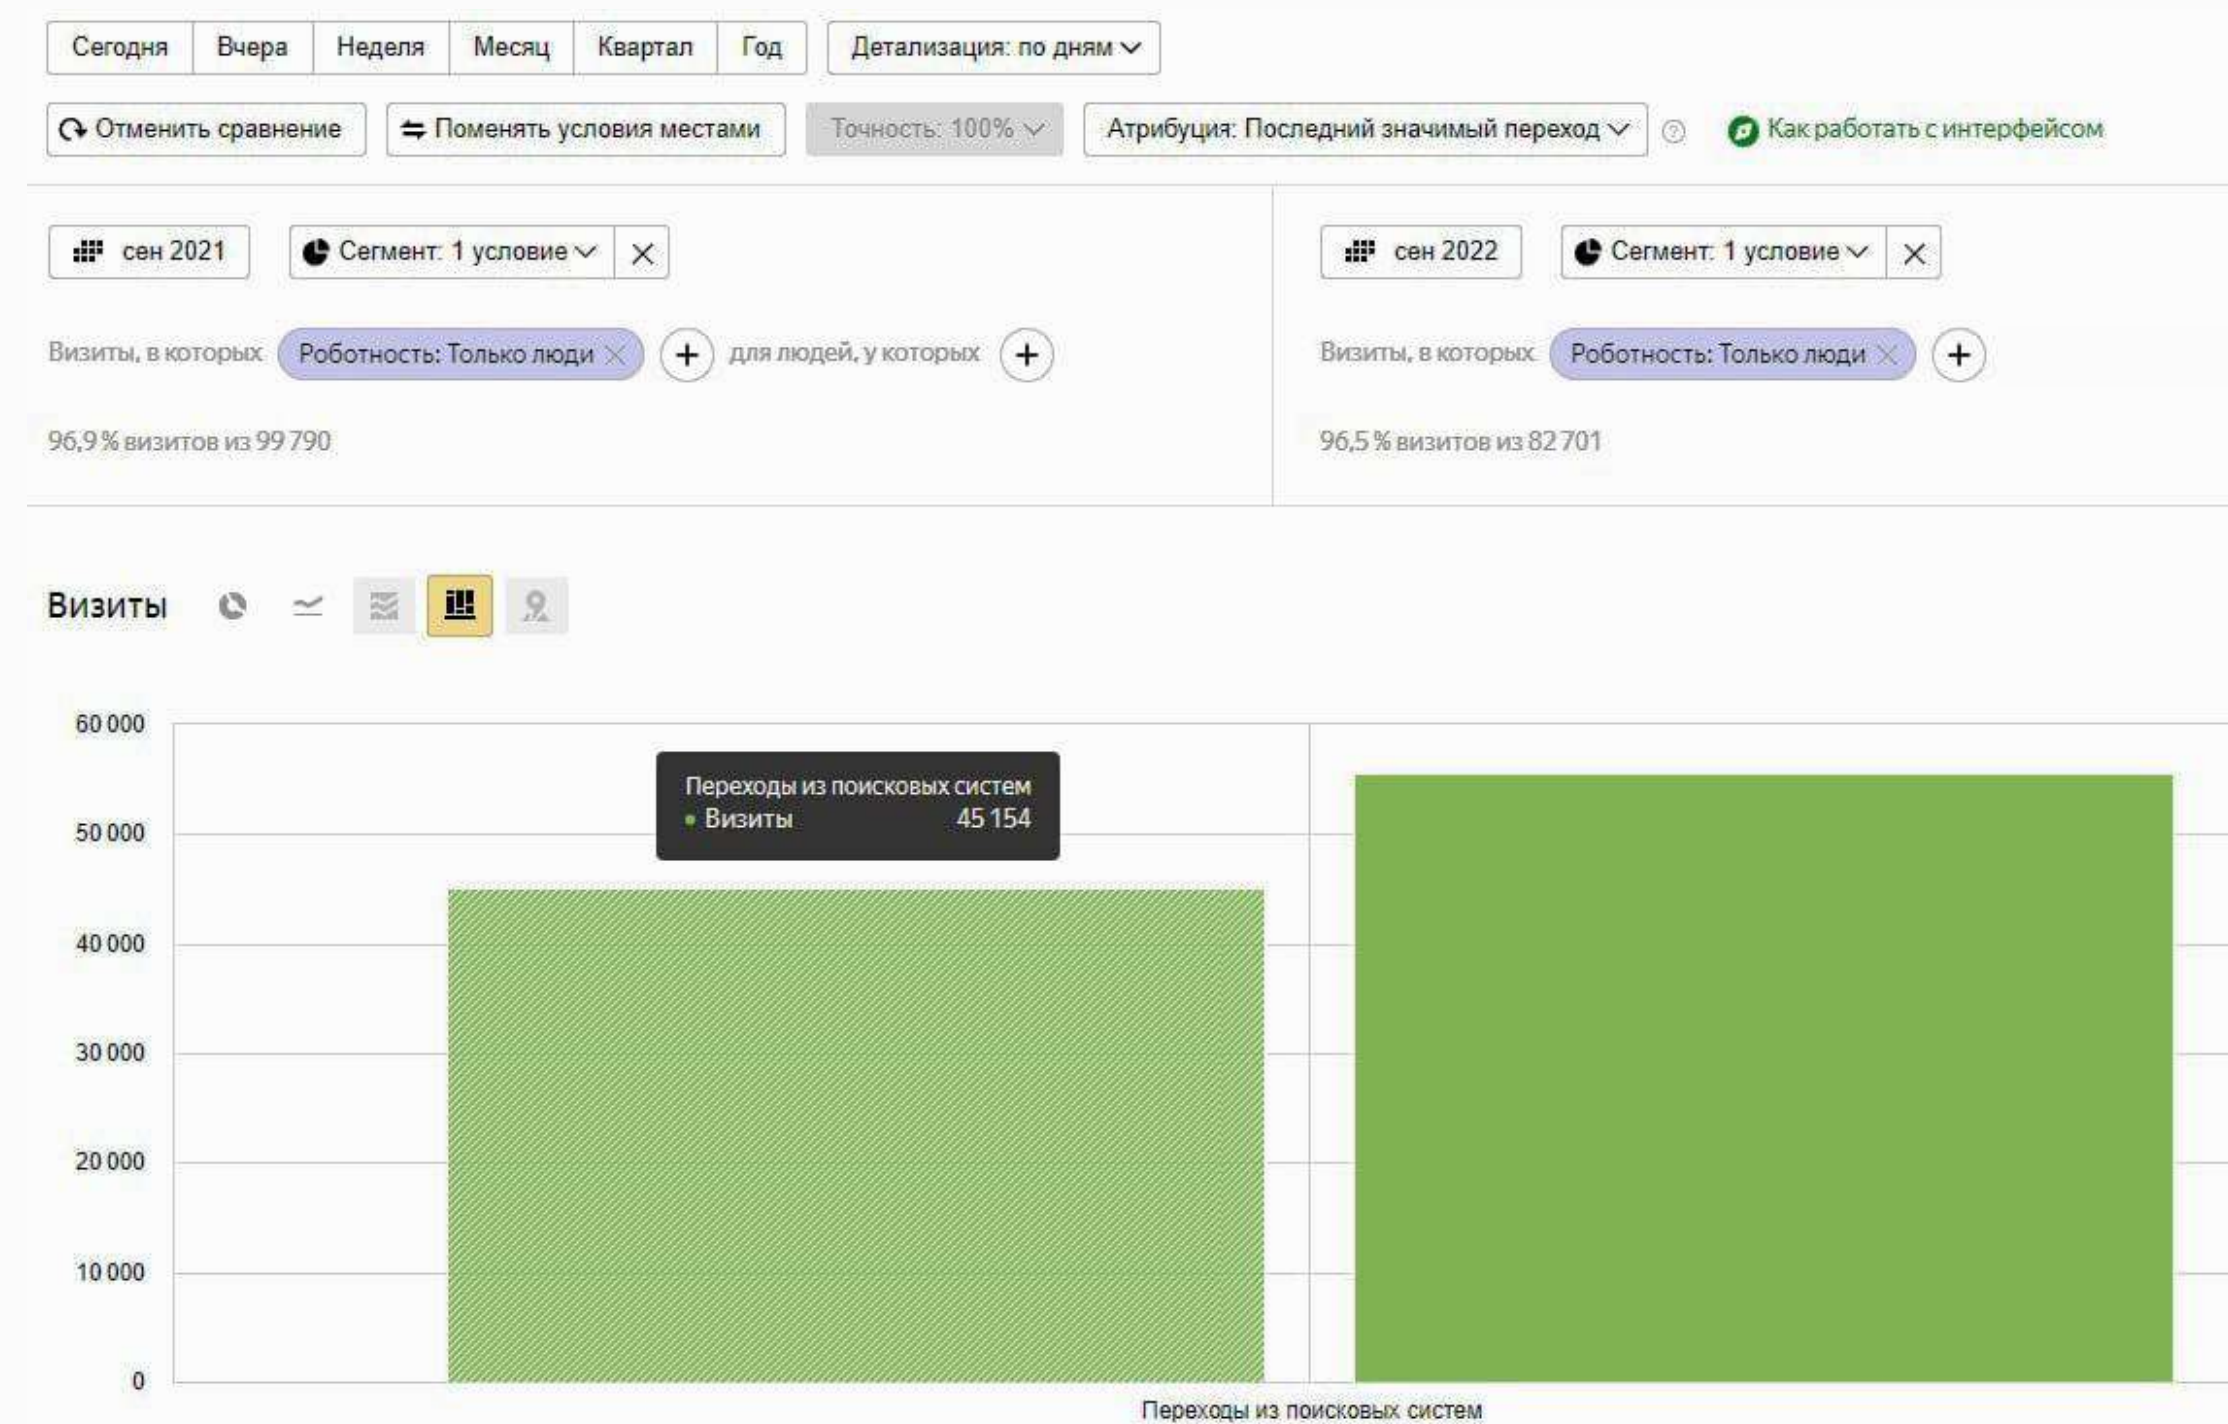 Сегодня Вчера Неделя Месяц Квартал Год Детализация: по дням
Отменить сравнение Поменять условия местами Точность: 100% Атрибуция: Последний значимый переход ? Как работать с интерфейсом
сен 2021 Сегмент: 1 условие сен 2022 Сегмент: 1 условие
Визиты, в которых Роботность: Только люди + для людей, у которых + Визиты, в которых Роботность: Только люди +
96,9 % визитов из 99 790 96,5 % визитов из 82 701
Визиты
60 000
Переходы из поисковых систем
Визиты 45 154
50 000
40 000
30 000
20 000
10 000
0
Переходы из поисковых систем